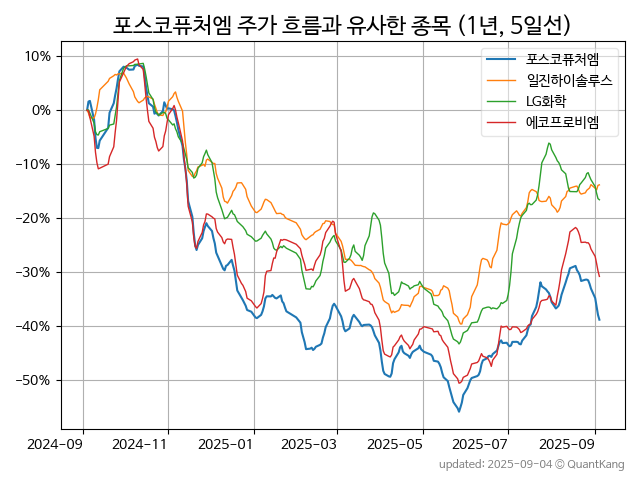 포스코퓨처엠 주가 흐름과 유사한 종목 (1년, 5일선)
포스코퓨처엠
일진하이솔루스
LG화학
에코프로비엠
10%
0%
−10%
−20%
−30%
−40%
−50%
2024-09 2024-11 2025-01 2025-03 2025-05 2025-07 2025-09
updated: 2025-09-04 © QuantKang